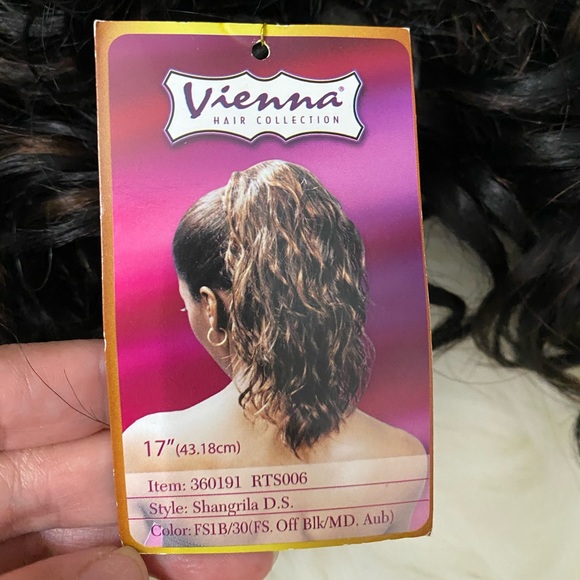 Vienna®
HAIR COLLECTION
17" (43.18cm)
Item: 360191 RTS006
Style: Shangrila D.S.
Color: FS1B/30(FS. Off Blk/MD. Aub)